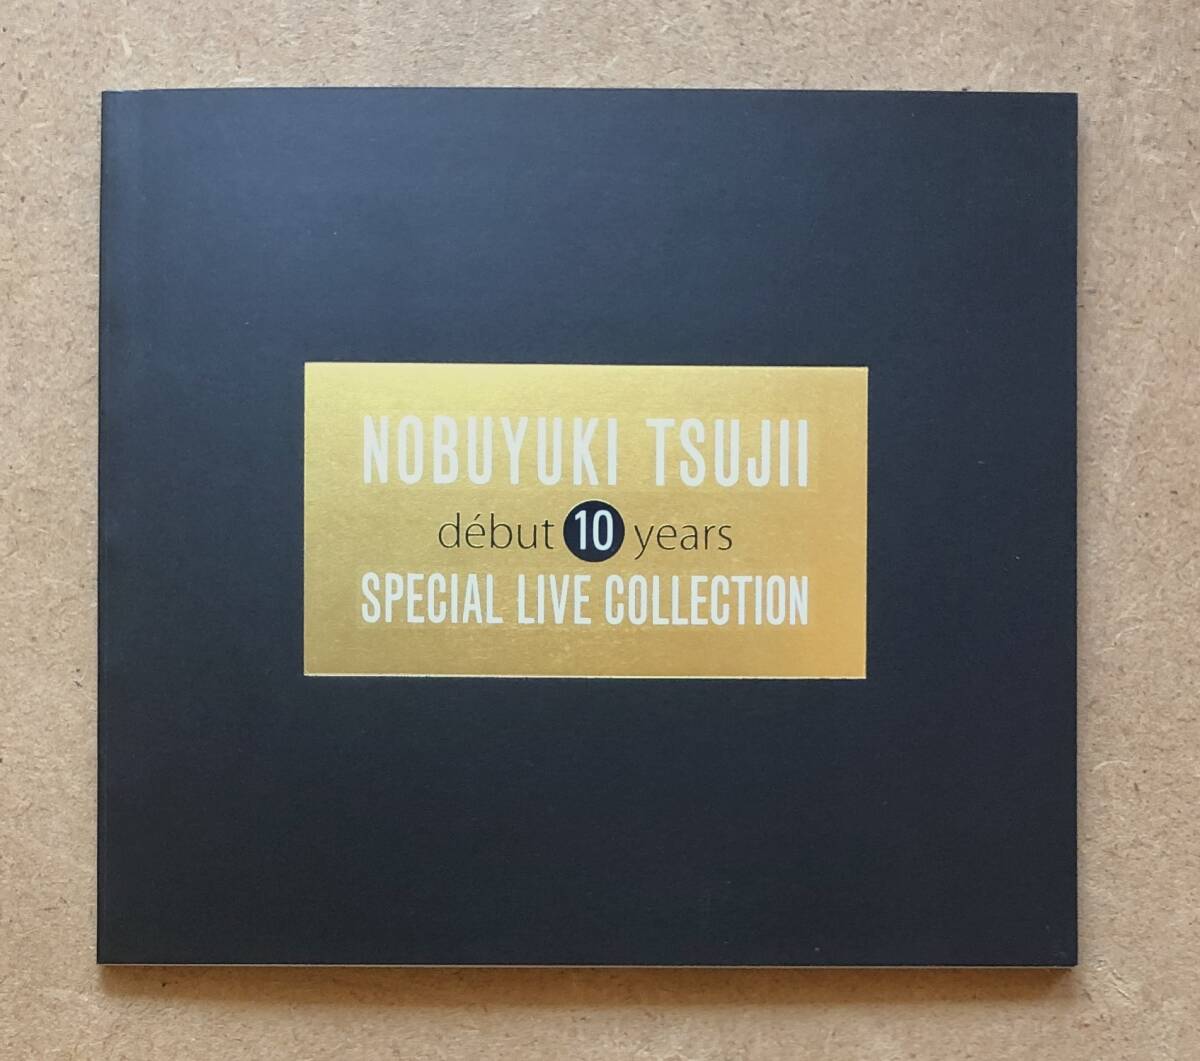 NOBUYUKI TSUJII
début 10 years
SPECIAL LIVE COLLECTION